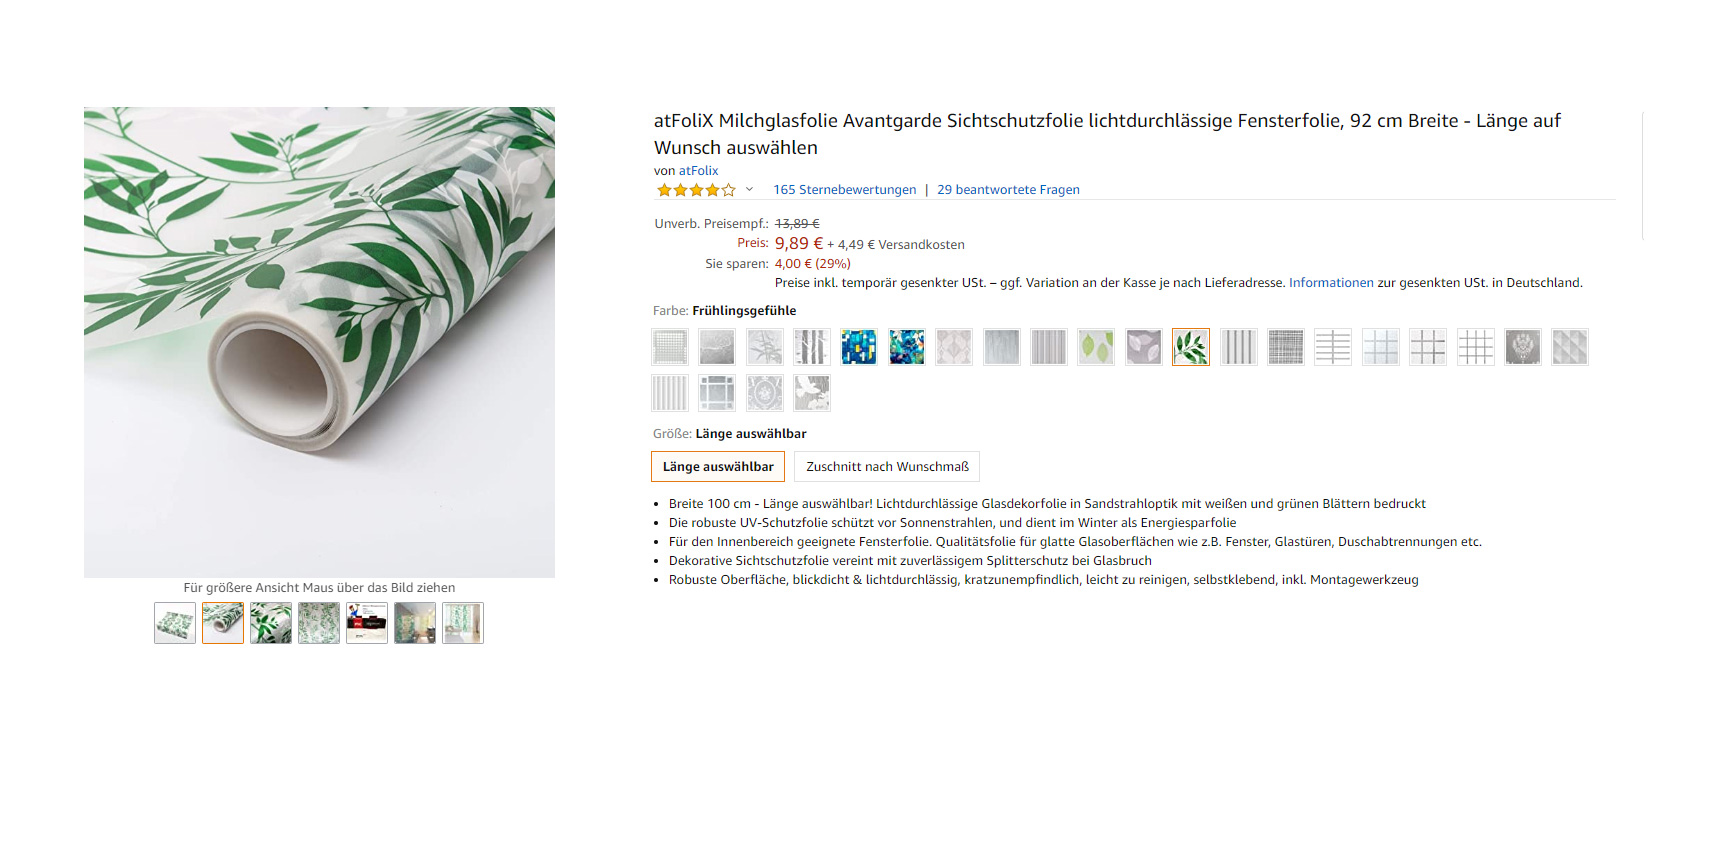 atFoliX Milchglasfolie Avantgarde Sichtschutzfolie lichtdurchlässige Fensterfolie, 92 cm Breite - Länge auf
Wunsch auswählen
von atFolix
165 Sternebewertungen | 29 beantwortete Fragen
Unverb. Preisempf.: 13,89 €
Preis: 9,89 € + 4,49 € Versandkosten
Sie sparen: 4,00 € (29%)
Preise inkl. temporär gesenkter USt. – ggf. Variation an der Kasse je nach Lieferadresse. Informationen zur gesenkten USt. in Deutschland.
Farbe: Frühlingsgefühle
Größe: Länge auswählbar
Länge auswählbar Zuschnitt nach Wunschmaß
• Breite 100 cm - Länge auswählbar! Lichtdurchlässige Glasdekorfolie in Sandstrahloptik mit weißen und grünen Blättern bedruckt
• Die robuste UV-Schutzfolie schützt vor Sonnenstrahlen, und dient im Winter als Energiesparfolie
• Für den Innenbereich geeignete Fensterfolie. Qualitätsfolie für glatte Glasoberflächen wie z.B. Fenster, Glastüren, Duschabtrennungen etc.
• Dekorative Sichtschutzfolie vereint mit zuverlässigem Splitterschutz bei Glasbruch
• Robuste Oberfläche, blickdicht & lichtdurchlässig, kratzunempfindlich, leicht zu reinigen, selbstklebend, inkl. Montagewerkzeug
Für größere Ansicht Maus über das Bild ziehen